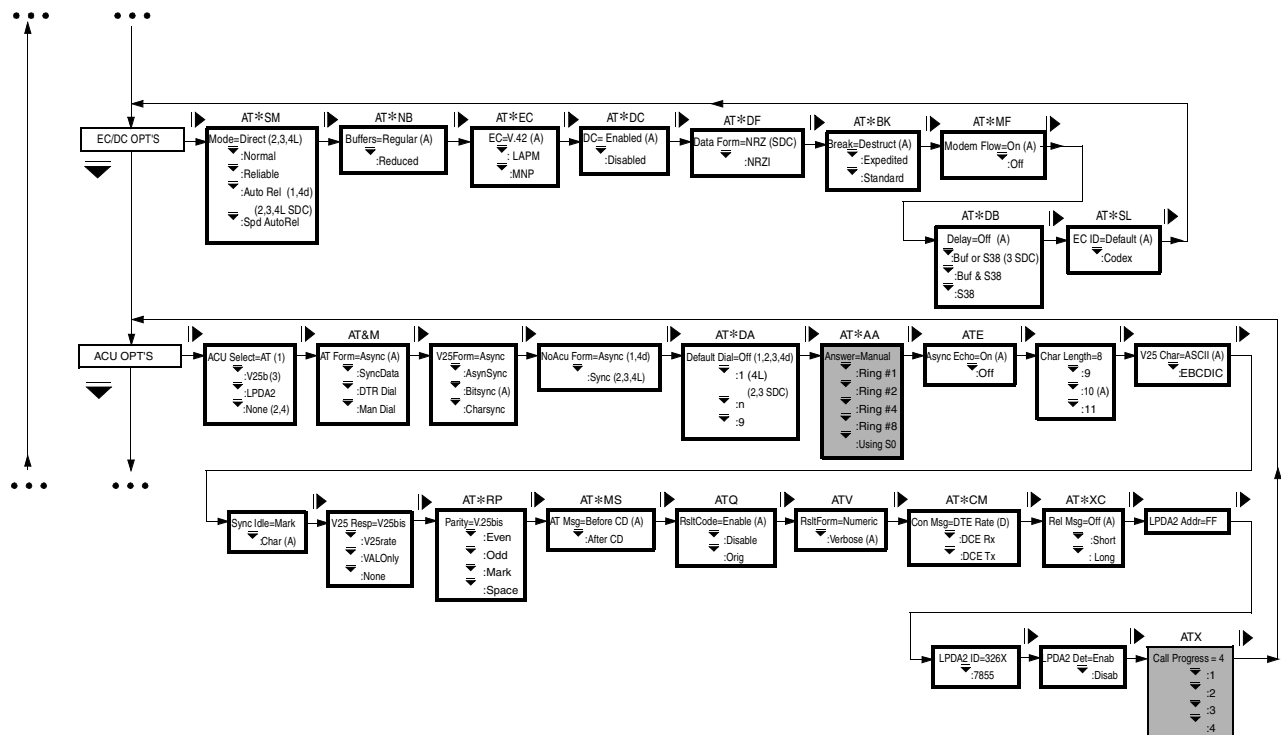 AT*SM
AT*NB
AT*EC
AT*DC
AT*DF
AT*BK
AT*MF
EC/DC OPT'S
Mode=Direct (2,3,4L)
:Normal
:Reliable
:Auto Rel (1,4d)
(2,3,4L SDC)
:Spd AutoRel
Buffers=Regular (A)
:Reduced
EC=V.42 (A)
: LAPM
:MNP
DC= Enabled (A)
:Disabled
Data Form=NRZ (SDC)
:NRZI
Break=Destruct (A)
:Expedited
:Standard
Modem Flow=On (A)
:Off
AT*DB
AT*SL
Delay=Off (A)
:Buf or S38 (3 SDC)
:Buf & S38
:S38
EC ID=Default (A)
:Codex
AT&M
AT*DA
AT*AA
ATE
ACU OPT'S
ACU Select=AT (1)
:V25b(3)
:LPDA2
:None (2,4)
AT Form=Async (A)
:SyncData
:DTR Dial
:Man Dial
V25Form=Async
:AsynSync
:Bitsync (A)
:Charsync
NoAcu Form=Async (1,4d)
:Sync (2,3,4L)
Default Dial=Off (1,2,3,4d)
:1 (4L)
(2,3 SDC)
:n
:9
Answer=Manual
:Ring #1
:Ring #2
:Ring #4
:Ring #8
:Using S0
Async Echo=On (A)
:Off
Char Length=8
:9
:10 (A)
:11
V25 Char=ASCII (A)
:EBCDIC
AT*RP
AT*MS
ATQ
ATV
AT*CM
AT*XC
Sync Idle=Mark
:Char (A)
V25 Resp=V25bis
:V25rate
:VALOnly
:None
Parity=V.25bis
:Even
:Odd
:Mark
:Space
AT Msg=Before CD (A)
:After CD
RsltCode=Enable (A)
:Disable
:Orig
RsltForm=Numeric
:Verbose (A)
Con Msg=DTE Rate (D)
:DCE Rx
:DCE Tx
Rel Msg=Off (A)
:Short
: Long
LPDA2 Addr=FF
ATX
LPDA2 ID=326X
:7855
LPDA2 Det=Enab
:Disab
Call Progress = 4
:1
:2
:3
:4